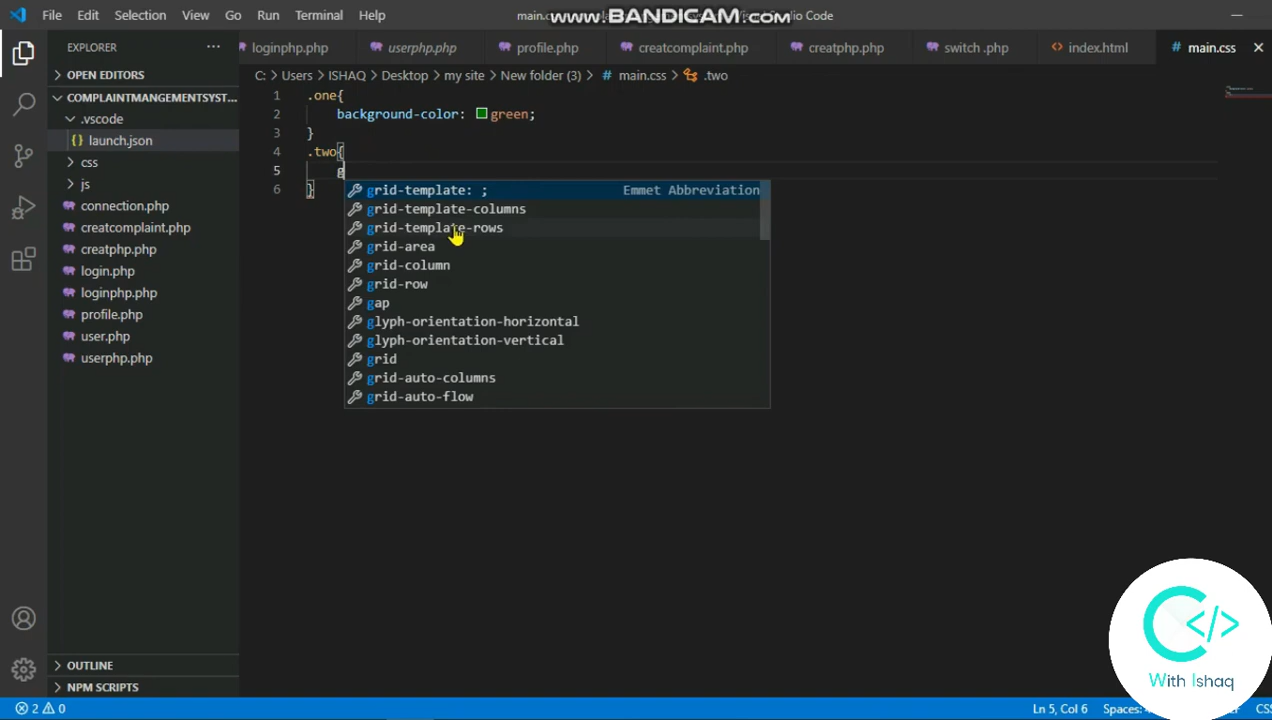 File Edit Selection View Go Run Terminal Help
www.BANDICAM.com
main.c
Studio Code
EXPLORER
OPEN EDITORS
COMPLAINTMANGEMENTSYST...
.vscode
launch.json
css
js
connection.php
creatcomplaint.php
creatphp.php
login.php
loginphp.php
profile.php
user.php
userphp.php
OUTLINE
NPM SCRIPTS
loginphp.php userphp.php profile.php creatcomplaint.php creatphp.php switch .php index.html main.css
C: > Users > ISHAQ > Desktop > my site > New folder (3) > # main.css > .two
1 .one{
2 background-color: green;
3 }
4 .two{
5 g
6 }
grid-template: ; Emmet Abbreviation
grid-template-columns
grid-template-rows
grid-area
grid-column
grid-row
gap
glyph-orientation-horizontal
glyph-orientation-vertical
grid
grid-auto-columns
grid-auto-flow
With Ishaq
2 0 Ln 5, Col 6 Spaces: CSS